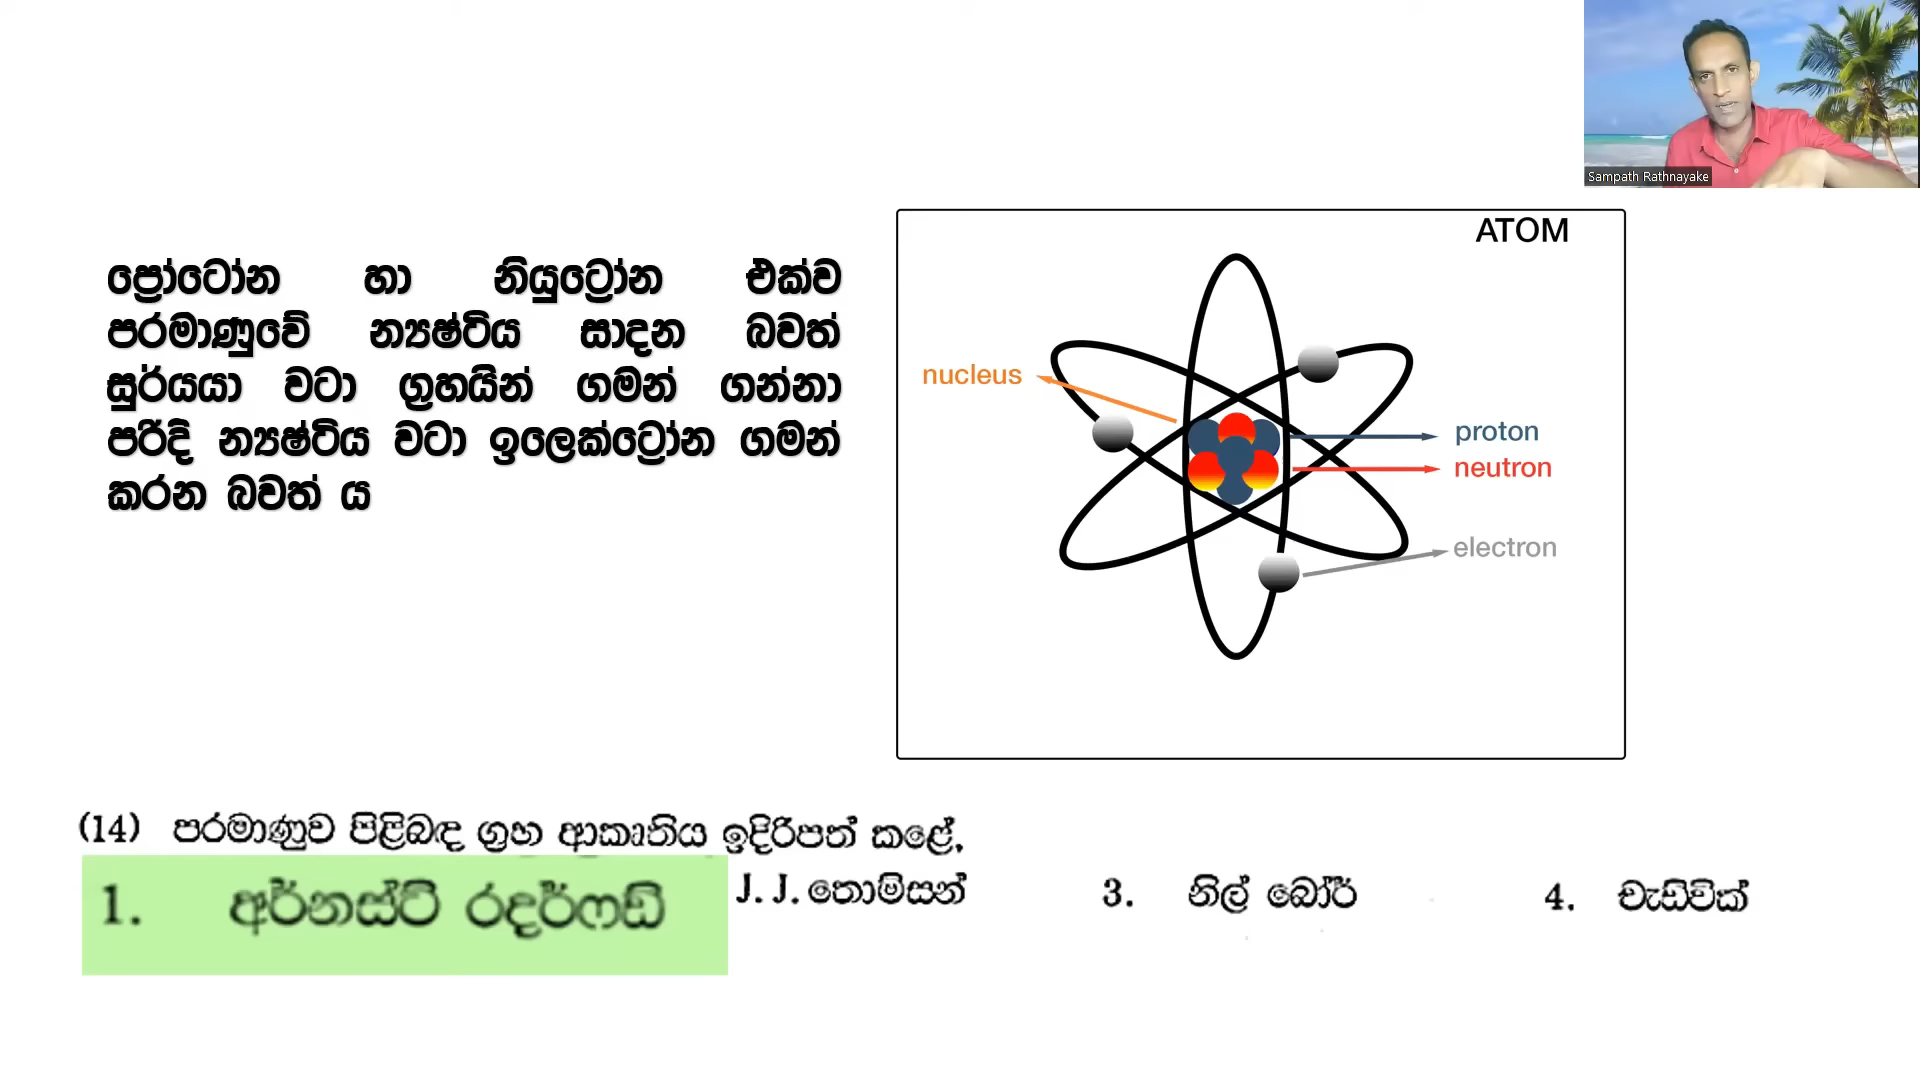 Sampath Rathnayake
ATOM
ප්‍රෝටෝන හා නියුට්‍රෝන එක්ව
පරමාණුවේ න්‍යෂ්ටිය සාදන බවත්
සූර්යයා වටා ග්‍රහයින් ගමන් ගන්නා
පරිදි න්‍යෂ්ටිය වටා ඉලෙක්ට්‍රෝන ගමන්
කරන බවත් ය
nucleus
proton
neutron
electron
(14) පරමාණුව පිළිබඳ ග්‍රහ ආකෘතිය ඉදිරිපත් කළේ,
1. අර්නස්ට් රදර්ෆඩ් J. J. තොම්සන් 3. නිල් බෝර් 4. චැඩ්වික්